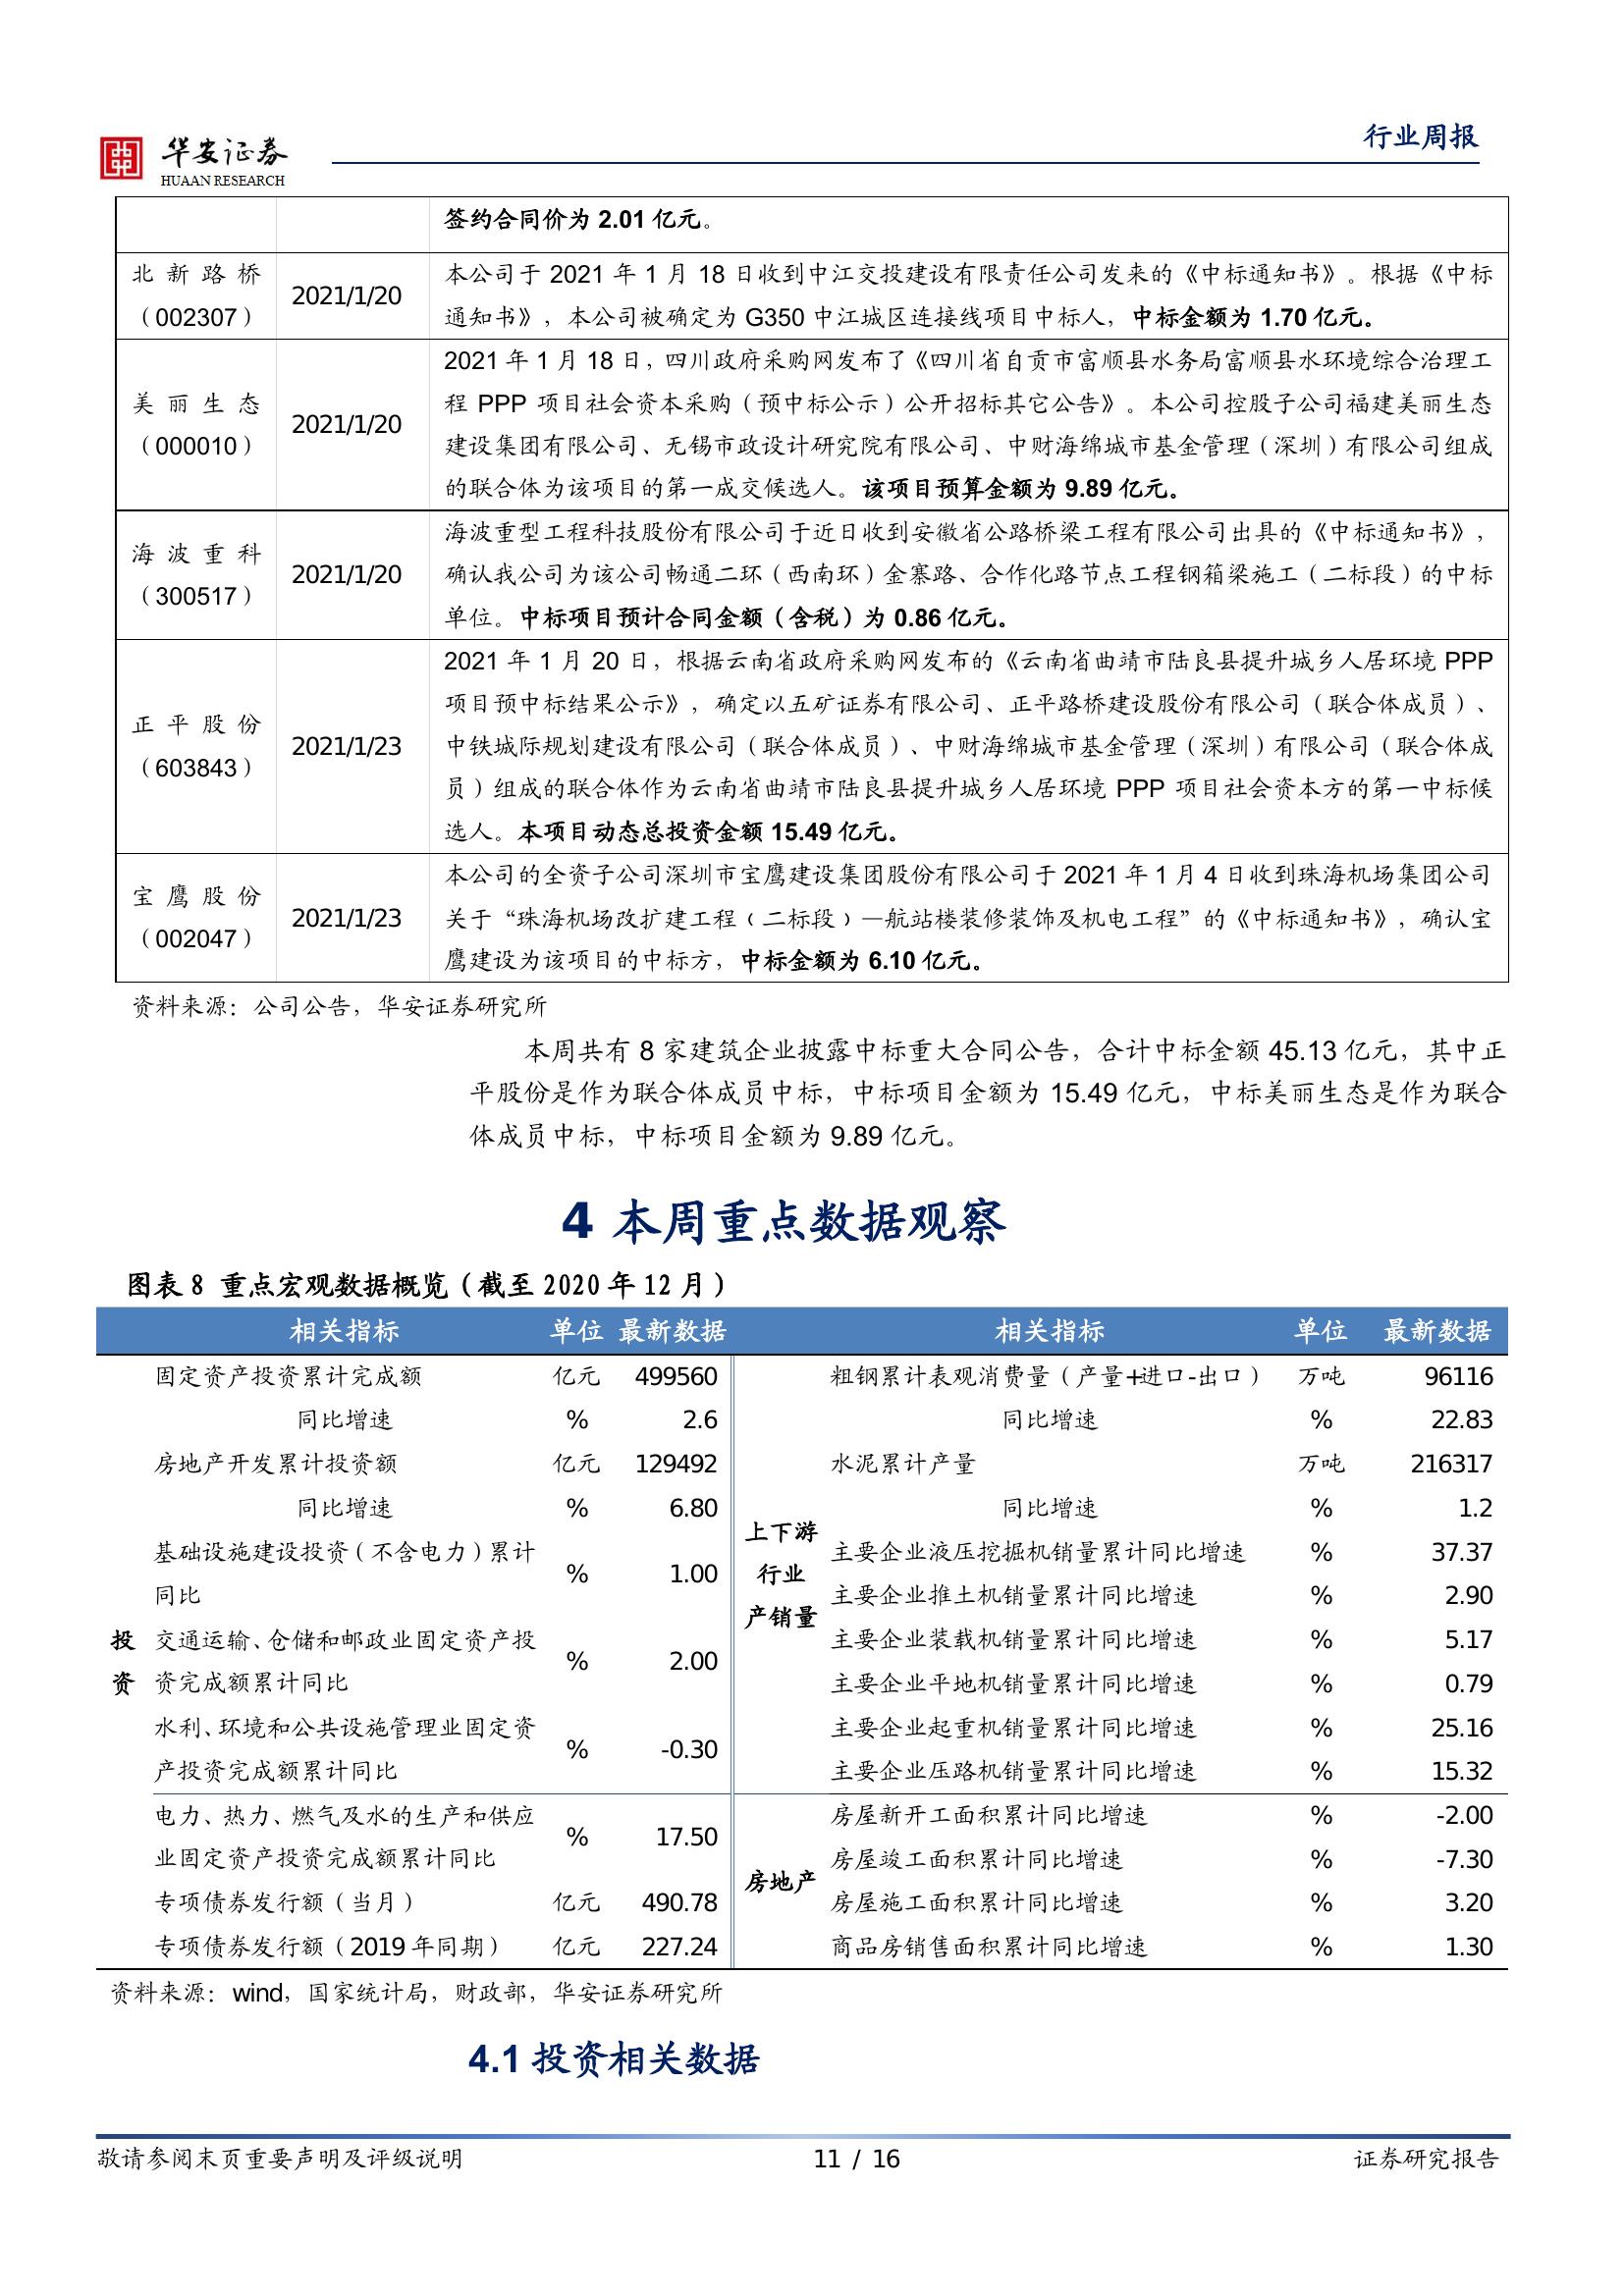 华安证券
HUAAN RESEARCH
行业周报
签约合同价为 2.01 亿元。
北新路桥
（002307）
2021/1/20
本公司于 2021 年 1 月 18 日收到中江交投建设有限责任公司发来的《中标通知书》。根据《中标
通知书》，本公司被确定为 G350 中江城区连接线项目中标人，中标金额为 1.70 亿元。
美丽生态
（000010）
2021/1/20
2021 年 1 月 18 日，四川政府采购网发布了《四川省自贡市富顺县水务局富顺县水环境综合治理工
程 PPP 项目社会资本采购（预中标公示）公开招标其它公告》。本公司控股子公司福建美丽生态
建设集团有限公司、无锡市政设计研究院有限公司、中财海绵城市基金管理（深圳）有限公司组成
的联合体为该项目的第一成交候选人。该项目预算金额为 9.89 亿元。
海波重科
（300517）
2021/1/20
海波重型工程科技股份有限公司于近日收到安徽省公路桥梁工程有限公司出具的《中标通知书》，
确认我公司为该公司畅通二环（西南环）金寨路、合作化路节点工程钢箱梁施工（二标段）的中标
单位。中标项目预计合同金额（含税）为 0.86 亿元。
正平股份
（603843）
2021/1/23
2021 年 1 月 20 日，根据云南省政府采购网发布的《云南省曲靖市陆良县提升城乡人居环境 PPP
项目预中标结果公示》，确定以五矿证券有限公司、正平路桥建设股份有限公司（联合体成员）、
中铁城际规划建设有限公司（联合体成员）、中财海绵城市基金管理（深圳）有限公司（联合体成
员）组成的联合体作为云南省曲靖市陆良县提升城乡人居环境 PPP 项目社会资本方的第一中标候
选人。本项目动态总投资金额 15.49 亿元。
宝鹰股份
（002047）
2021/1/23
本公司的全资子公司深圳市宝鹰建设集团股份有限公司于 2021 年 1 月 4 日收到珠海机场集团公司
关于“珠海机场改扩建工程（二标段）—航站楼装修装饰及机电工程”的《中标通知书》，确认宝
鹰建设为该项目的中标方，中标金额为 6.10 亿元。
资料来源：公司公告，华安证券研究所
本周共有 8 家建筑企业披露中标重大合同公告，合计中标金额 45.13 亿元，其中正
平股份是作为联合体成员中标，中标项目金额为 15.49 亿元，中标美丽生态是作为联合
体成员中标，中标项目金额为 9.89 亿元。
4 本周重点数据观察
图表 8 重点宏观数据概览（截至 2020 年 12 月）
相关指标 单位 最新数据 相关指标 单位 最新数据
固定资产投资累计完成额 亿元 499560 粗钢累计表观消费量（产量+进口-出口） 万吨 96116
同比增速 % 2.6 同比增速 % 22.83
房地产开发累计投资额 亿元 129492 水泥累计产量 万吨 216317
同比增速 % 6.80 同比增速 % 1.2
上下游
行业
产销量
基础设施建设投资（不含电力）累计
同比 % 1.00
主要企业液压挖掘机销量累计同比增速 % 37.37
主要企业推土机销量累计同比增速 % 2.90
投
资
交通运输、仓储和邮政业固定资产投
资完成额累计同比 % 2.00
主要企业装载机销量累计同比增速 % 5.17
主要企业平地机销量累计同比增速 % 0.79
水利、环境和公共设施管理业固定资
产投资完成额累计同比 % -0.30
主要企业起重机销量累计同比增速 % 25.16
主要企业压路机销量累计同比增速 % 15.32
电力、热力、燃气及水的生产和供应
业固定资产投资完成额累计同比 % 17.50
房地产
房屋新开工面积累计同比增速 % -2.00
房屋竣工面积累计同比增速 % -7.30
专项债券发行额（当月） 亿元 490.78 房屋施工面积累计同比增速 % 3.20
专项债券发行额（2019 年同期） 亿元 227.24 商品房销售面积累计同比增速 % 1.30
资料来源：wind，国家统计局，财政部，华安证券研究所
4.1 投资相关数据
敬请参阅末页重要声明及评级说明 11 / 16 证券研究报告